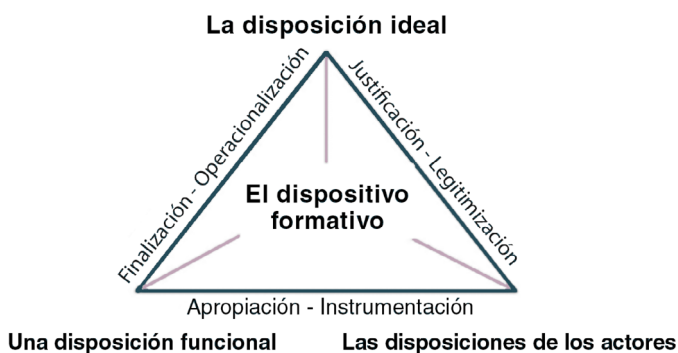 La disposición ideal
Finalización - Operacionalización
Justificación - Legitimización
El dispositivo
formativo
Apropiación - Instrumentación
Una disposición funcional
Las disposiciones de los actores